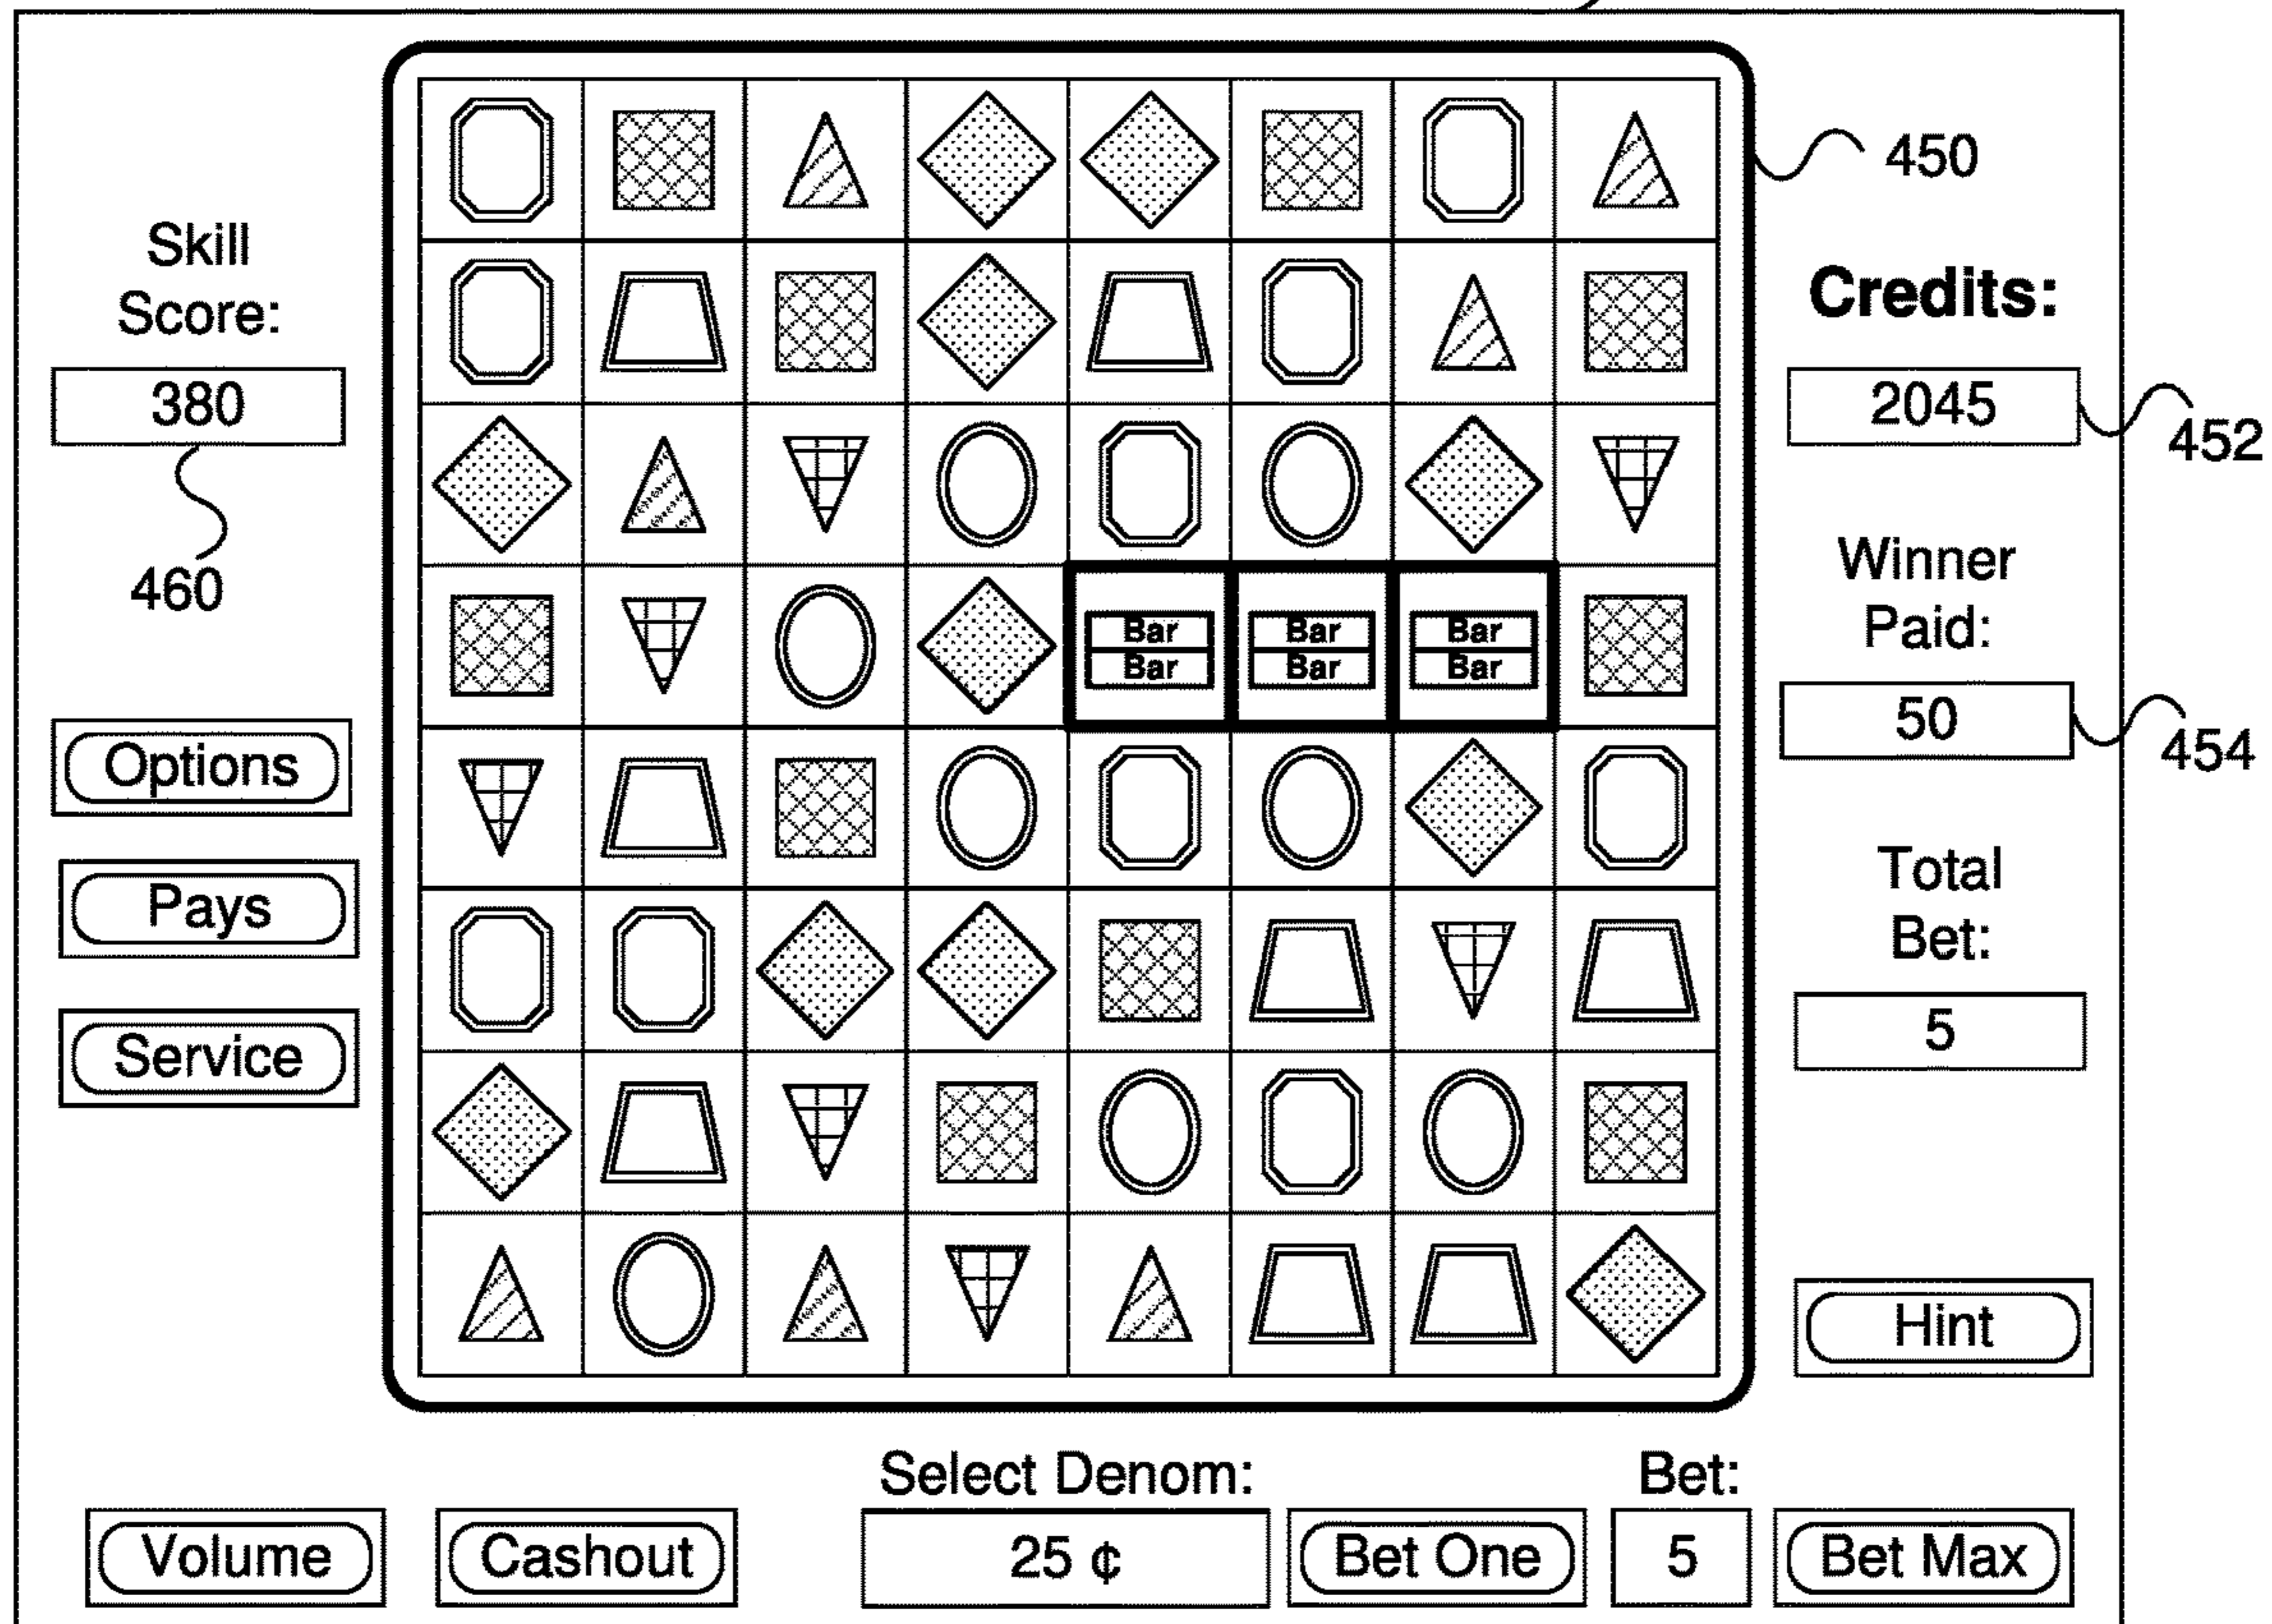 Skill
Score:
380
460
Options
Pays
Service
Bar
Bar
Bar
Bar
Bar
Bar
450
Credits:
2045
452
Winner
Paid:
50
454
Total
Bet:
5
Hint
Select Denom:
Bet:
Volume
Cashout
25 ¢
Bet One
5
Bet Max